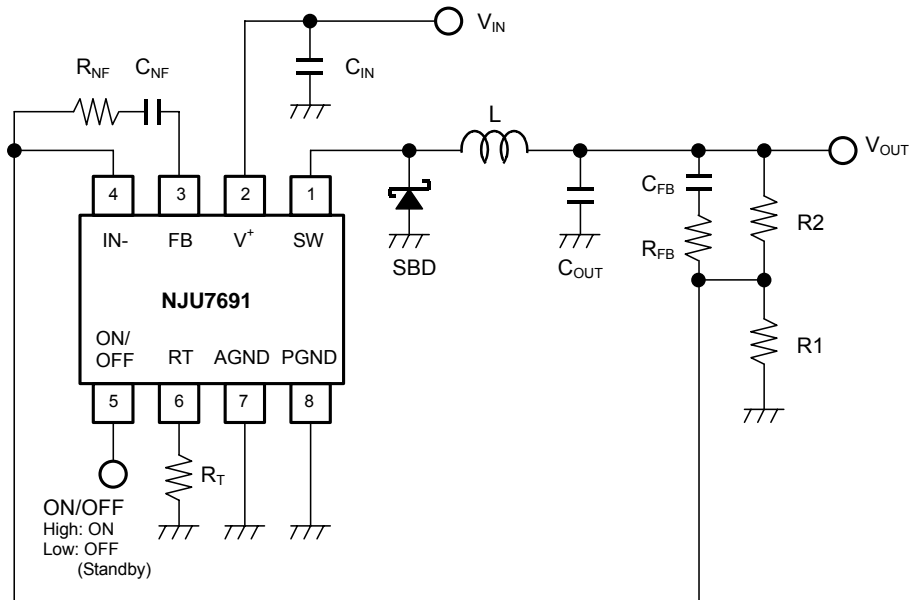 V_IN
R_NF C_NF
C_IN
L
V_OUT
4 3 2 1
C_FB
R2
IN- FB V⁺ SW
R_FB
SBD
C_OUT
NJU7691
ON/
OFF RT AGND PGND
R1
5 6 7 8
R_T
ON/OFF
High: ON
Low: OFF
(Standby)